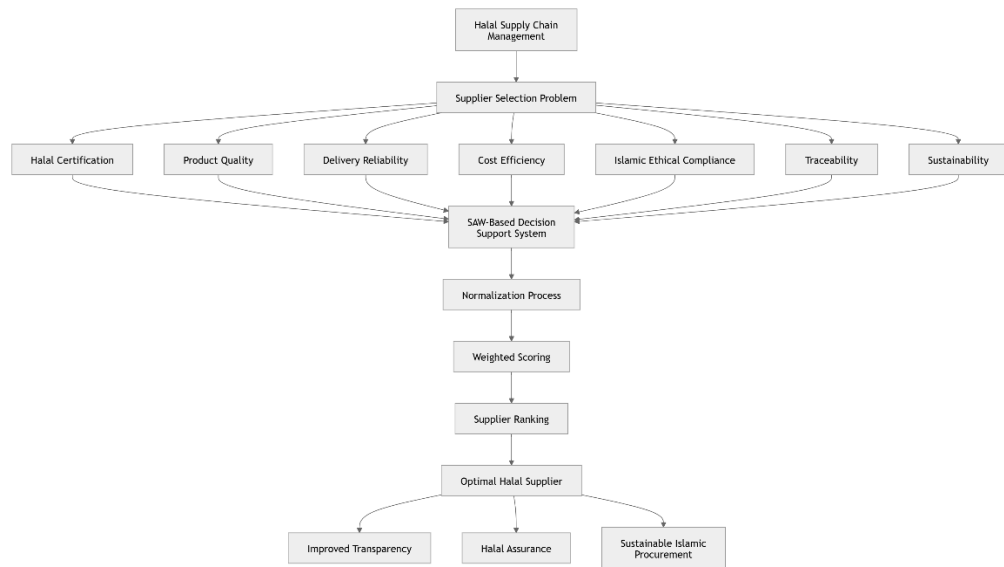 Halal Supply Chain
Management
Supplier Selection Problem
Halal Certification
Product Quality
Delivery Reliability
Cost Efficiency
Islamic Ethical Compliance
Traceability
Sustainability
SAW-Based Decision
Support System
Normalization Process
Weighted Scoring
Supplier Ranking
Optimal Halal Supplier
Improved Transparency
Halal Assurance
Sustainable Islamic
Procurement